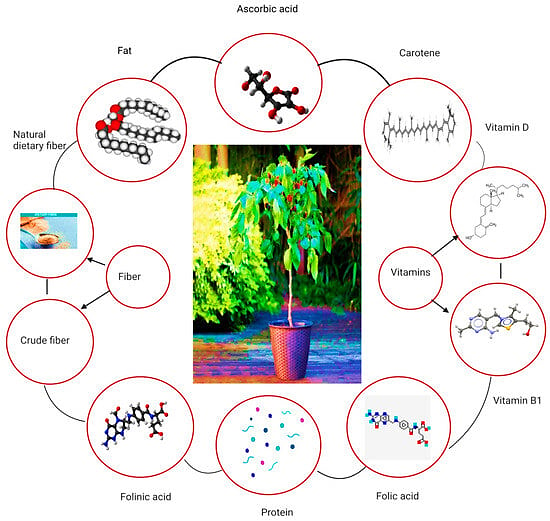 Ascorbic acid
Fat
Carotene
Natural
dietary fiber
Vitamin D
Fiber
Vitamins
Crude fiber
Vitamin B1
Folinic acid
Protein
Folic acid